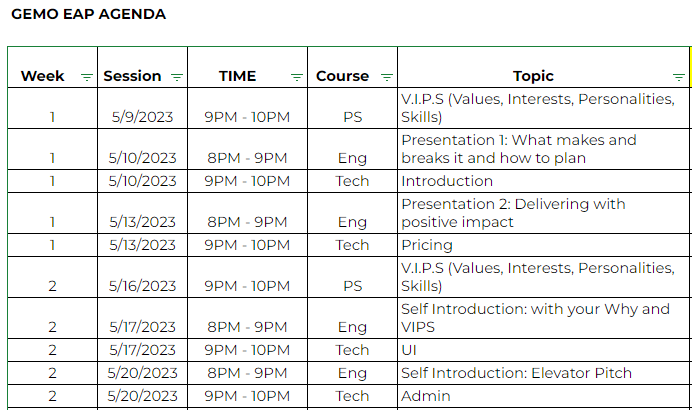 GEMO EAP AGENDA
Week Session TIME Course Topic
1 5/9/2023 9PM - 10PM PS V.I.P.S (Values, Interests, Personalities,
Skills)
1 5/10/2023 8PM - 9PM Eng Presentation 1: What makes and
breaks it and how to plan
1 5/10/2023 9PM - 10PM Tech Introduction
1 5/13/2023 8PM - 9PM Eng Presentation 2: Delivering with
positive impact
1 5/13/2023 9PM - 10PM Tech Pricing
2 5/16/2023 9PM - 10PM PS V.I.P.S (Values, Interests, Personalities,
Skills)
2 5/17/2023 8PM - 9PM Eng Self Introduction: with your Why and
VIPS
2 5/17/2023 9PM - 10PM Tech UI
2 5/20/2023 8PM - 9PM Eng Self Introduction: Elevator Pitch
2 5/20/2023 9PM - 10PM Tech Admin